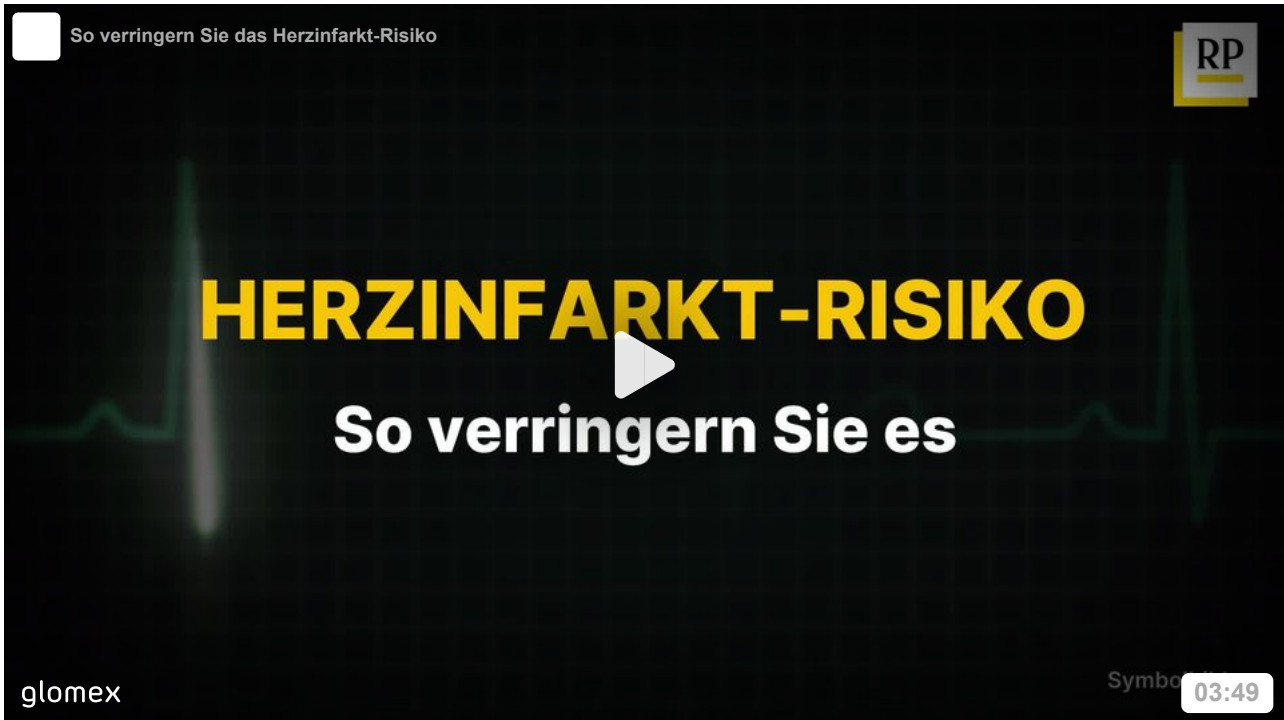 So verringern Sie das Herzinfarkt-Risiko
RP
HERZINFARKT-RISIKO
So verringern Sie es
glomex
03:49